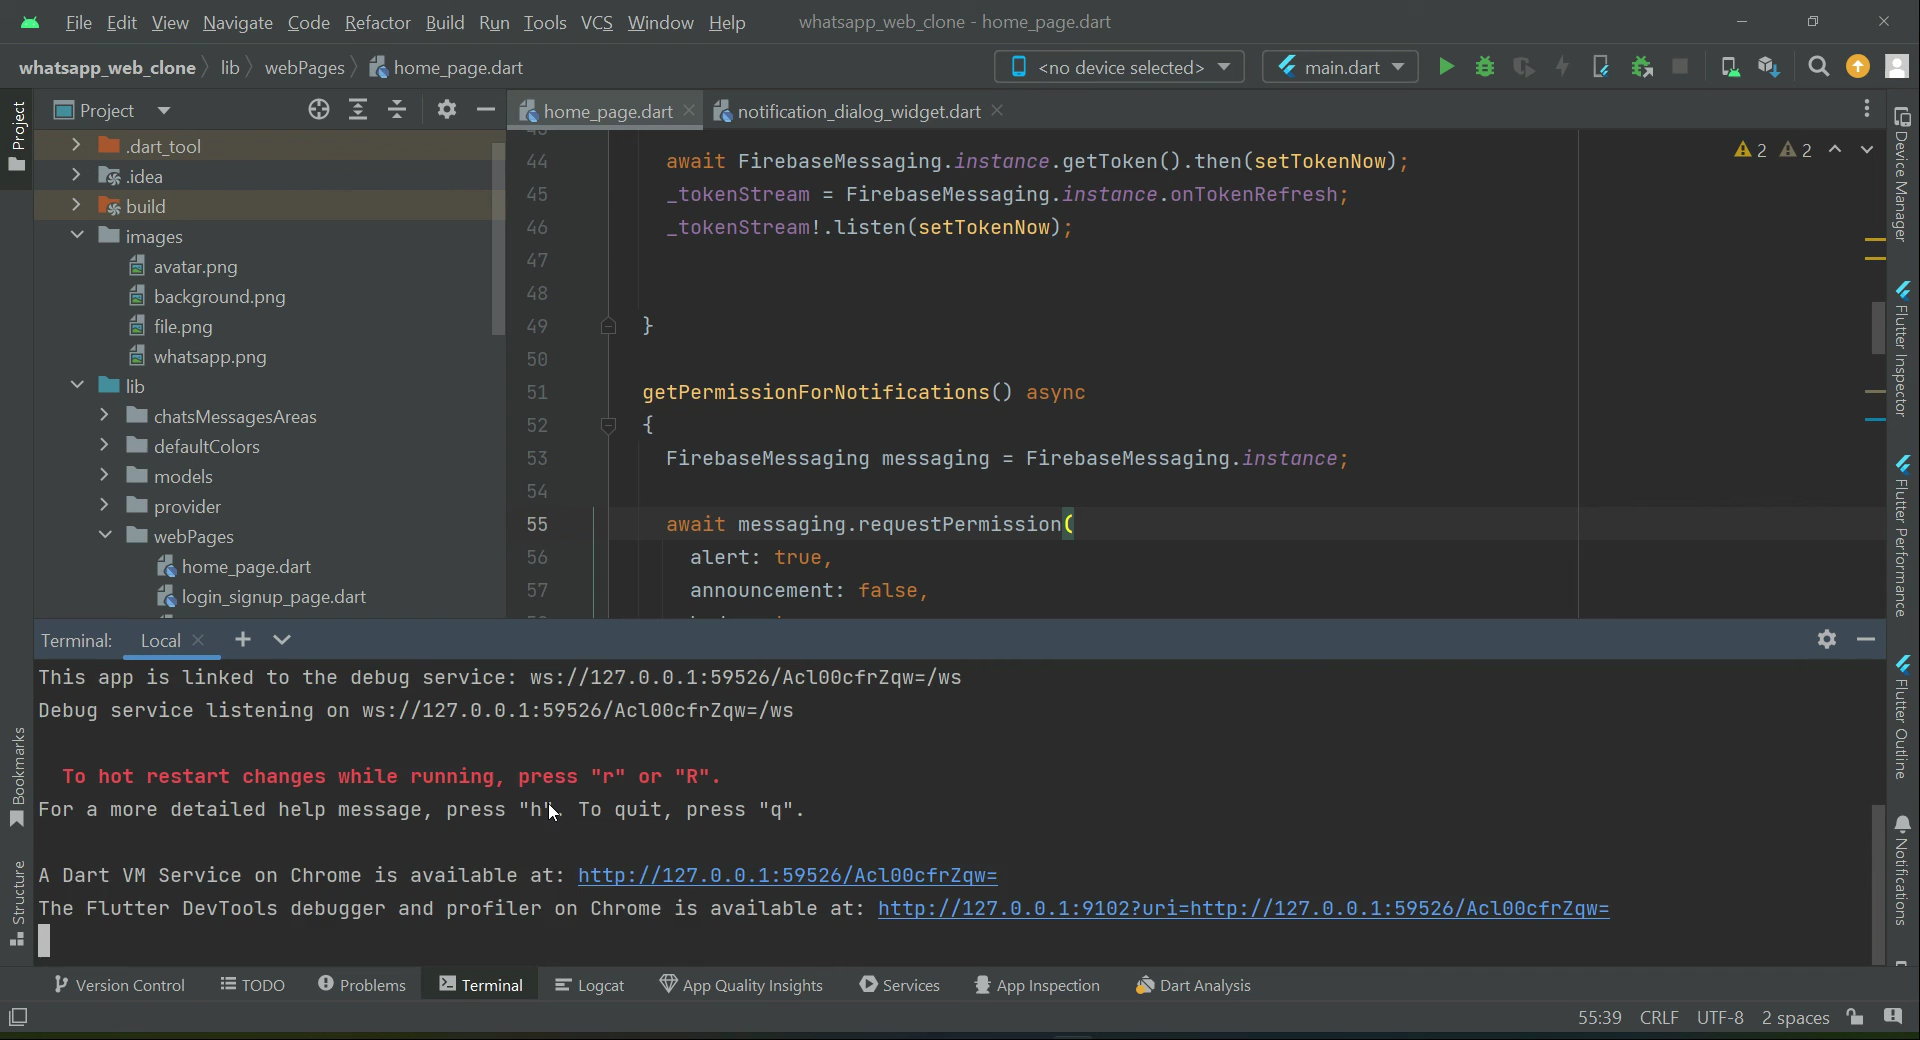 File Edit View Navigate Code Refactor Build Run Tools VCS Window Help whatsapp_web_clone - home_page.dart
whatsapp_web_clone lib webPages home_page.dart <no device selected> main.dart
Project
Project
home_page.dart notification_dialog_widget.dart
.dart_tool
.idea
build
images
avatar.png
background.png
file.png
whatsapp.png
lib
chatsMessagesAreas
defaultColors
models
provider
webPages
home_page.dart
login_signup_page.dart
2 2
44 await FirebaseMessaging.instance.getToken().then(setTokenNow);
45 _tokenStream = FirebaseMessaging.instance.onTokenRefresh;
46 _tokenStream!.listen(setTokenNow);
47
48
49 }
50
51 getPermissionForNotifications() async
52 {
53 FirebaseMessaging messaging = FirebaseMessaging.instance;
54
55 await messaging.requestPermission(
56 alert: true,
57 announcement: false,
Device Manager
Flutter Inspector
Flutter Performance
Flutter Outline
Notifications
Bookmarks
Structure
Terminal: Local
This app is linked to the debug service: ws://127.0.0.1:59526/Acl00cfrZqw=/ws
Debug service listening on ws://127.0.0.1:59526/Acl00cfrZqw=/ws
To hot restart changes while running, press "r" or "R".
For a more detailed help message, press "h". To quit, press "q".
A Dart VM Service on Chrome is available at: http://127.0.0.1:59526/Acl00cfrZqw=
The Flutter DevTools debugger and profiler on Chrome is available at: http://127.0.0.1:9102?uri=http://127.0.0.1:59526/Acl00cfrZqw=
Version Control TODO Problems Terminal Logcat App Quality Insights Services App Inspection Dart Analysis
55:39 CRLF UTF-8 2 spaces